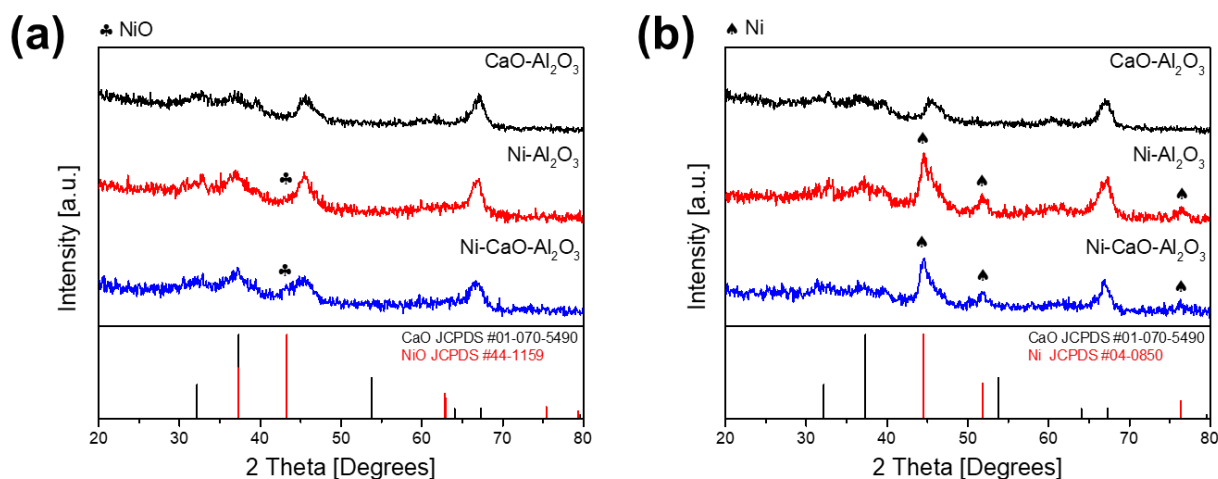 (a)
♣ NiO
CaO-Al₂O₃
Ni-Al₂O₃
♣
Ni-CaO-Al₂O₃
♣
CaO JCPDS #01-070-5490
NiO JCPDS #44-1159
Intensity [a.u.]
20 30 40 50 60 70 80
2 Theta [Degrees]
(b)
♠ Ni
CaO-Al₂O₃
Ni-Al₂O₃
♠ ♠ ♠
Ni-CaO-Al₂O₃
♠ ♠ ♠
CaO JCPDS #01-070-5490
Ni JCPDS #04-0850
Intensity [a.u.]
20 30 40 50 60 70 80
2 Theta [Degrees]